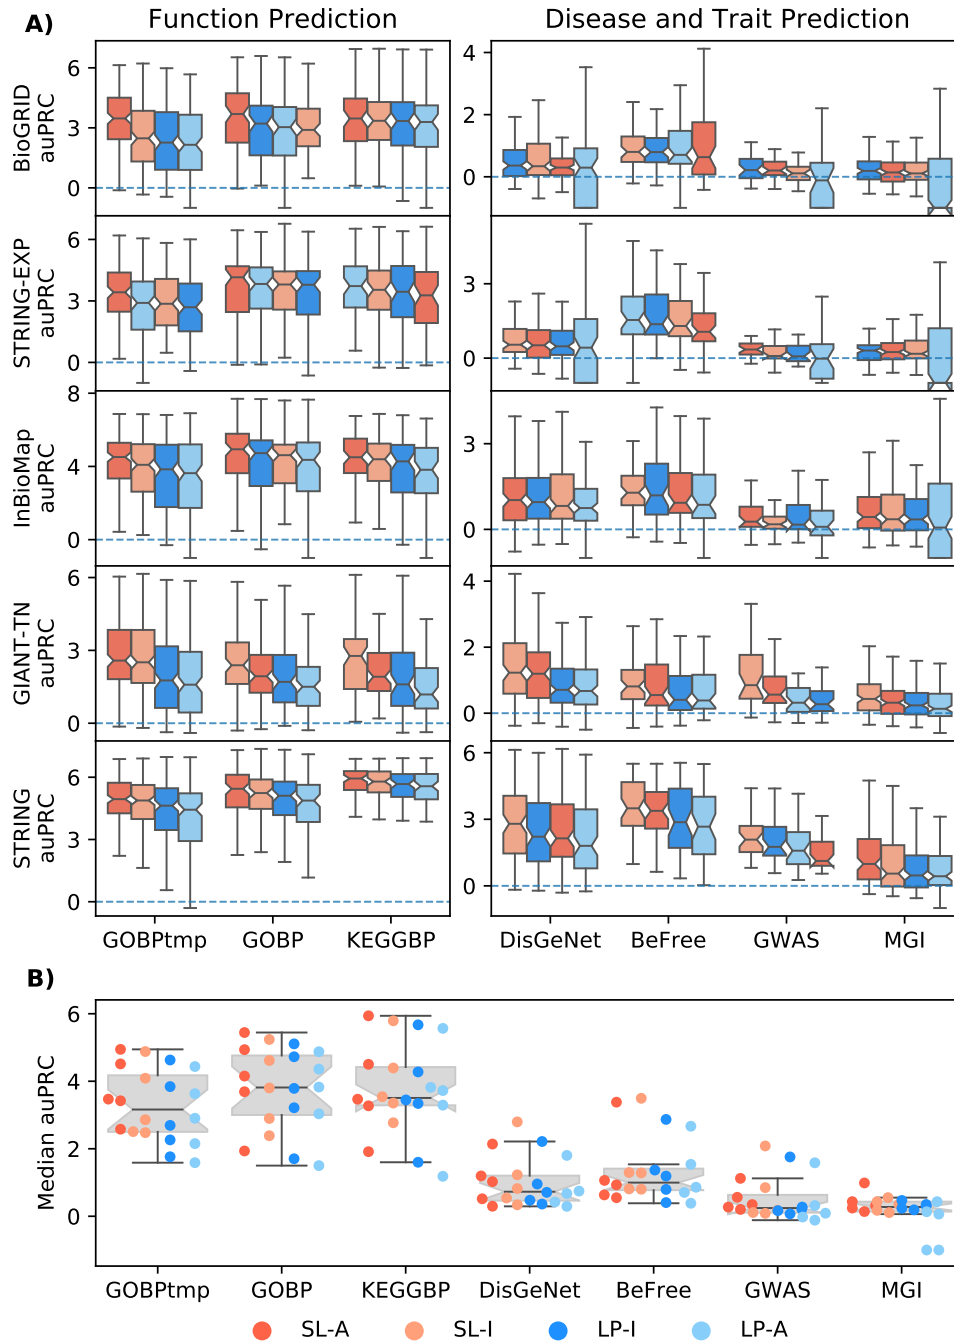 A)
Function Prediction
Disease and Trait Prediction
BioGRID
auPRC
6
3
0
4
2
0
STRING-EXP
auPRC
6
3
0
3
0
InBioMap
auPRC
8
4
0
3
0
GIANT-TN
auPRC
6
3
0
4
2
0
STRING
auPRC
6
3
0
6
3
0
GOBPtmp GOBP KEGGBP
DisGeNet BeFree GWAS MGI
B)
Median auPRC
6
4
2
0
GOBPtmp GOBP KEGGBP DisGeNet BeFree GWAS MGI
SL-A SL-I LP-I LP-A